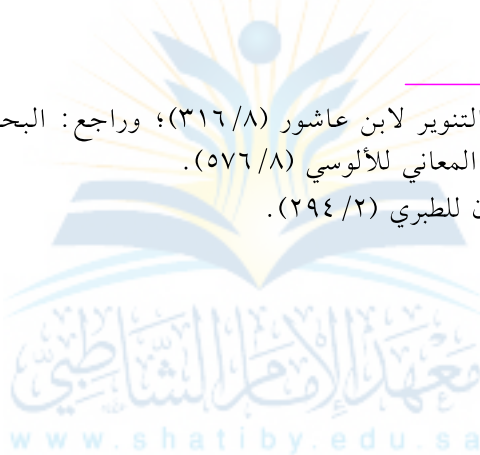 التنوير لابن عاشور (٣١٦/٨)؛ وراجع: البحـ
المعاني للألوسي (٥٧٦/٨).
ن للطبري (٢٩٤/٢).
معهد الإمام الشاطبي
www.shatiby.edu.sa